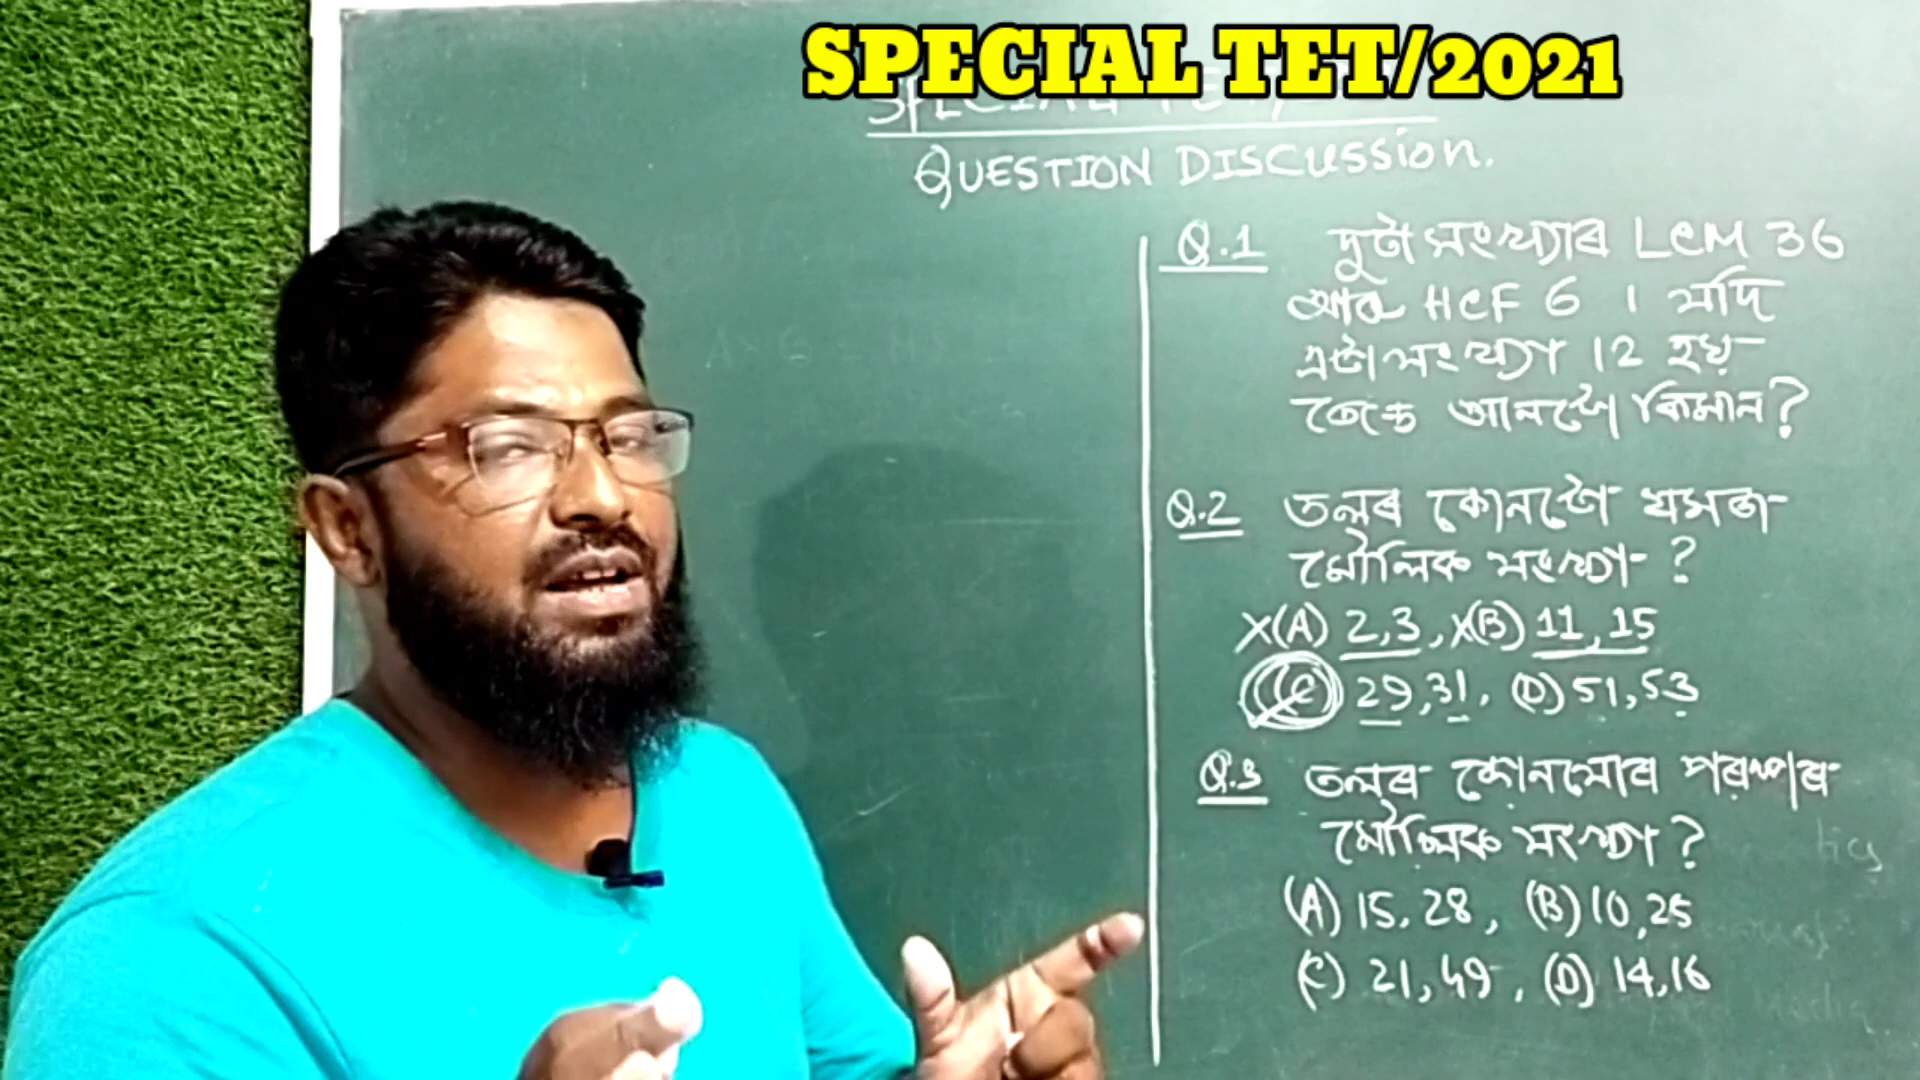 SPECIAL TET/2021
QUESTION DISCUSSION.
Q.1 দুটা সংখ্যাৰ LCM 36
আৰু HCF 6 । যদি
এটা সংখ্যা 12 হয়
তেন্তে আনটো কিমান?
Q.2 তলৰ কোনটো যমজ
মৌলিক সংখ্যা ?
X(A) 2,3, X(B) 11, 15
(C) 29,31. (D) 51,53
Q.3 তলৰ কোনযোৰ পৰস্পৰ
মৌলিক সংখ্যা ?
(A) 15, 28, (B) 10,25
(C) 21, 49, (D) 14,16